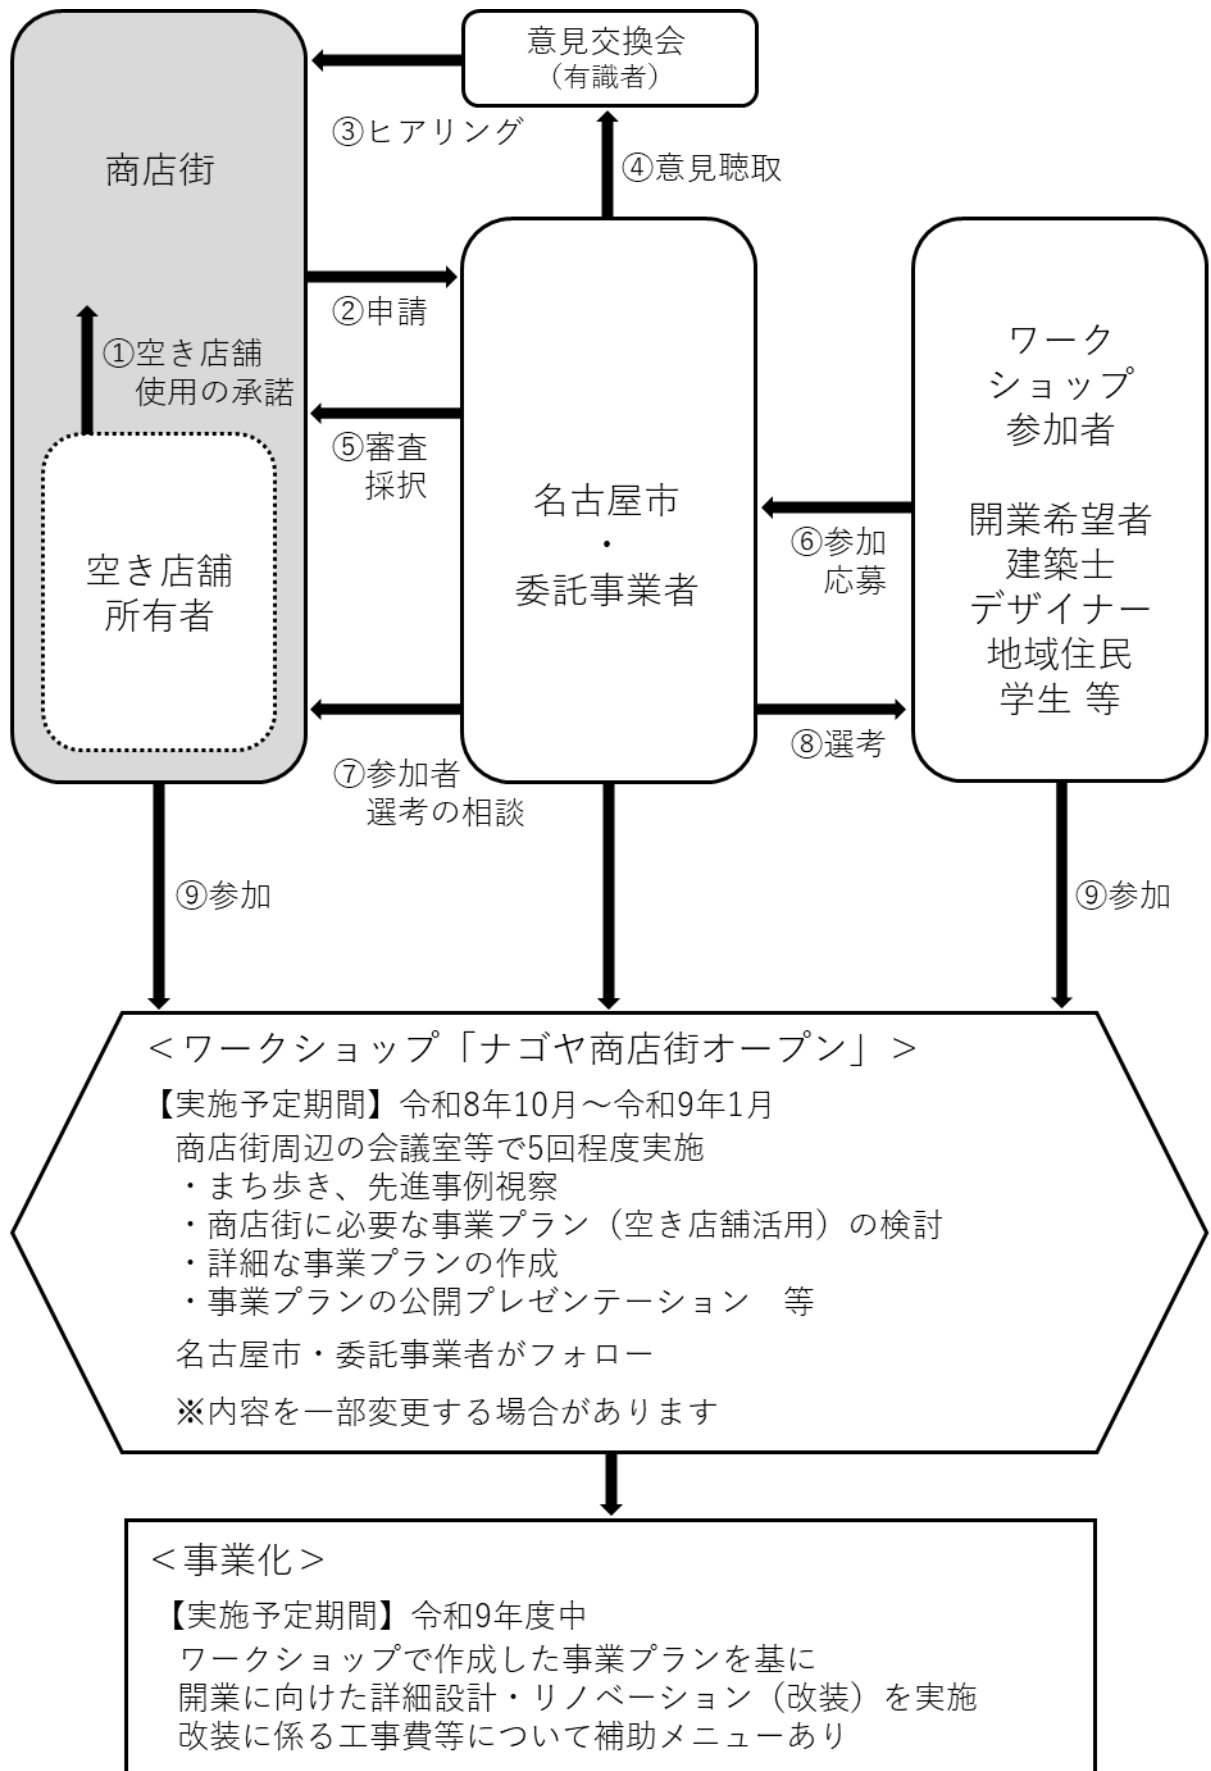 意見交換会
（有識者）
③ヒアリング
④意見聴取
商店街
②申請
①空き店舗
使用の承諾
⑤審査
採択
空き店舗
所有者
名古屋市
・
委託事業者
⑥参加
応募
ワーク
ショップ
参加者
開業希望者
建築士
デザイナー
地域住民
学生 等
⑦参加者
選考の相談
⑧選考
⑨参加
⑨参加
＜ワークショップ「ナゴヤ商店街オープン」＞
【実施予定期間】令和8年10月～令和9年1月
商店街周辺の会議室等で5回程度実施
・まち歩き、先進事例視察
・商店街に必要な事業プラン（空き店舗活用）の検討
・詳細な事業プランの作成
・事業プランの公開プレゼンテーション　等
名古屋市・委託事業者がフォロー
※内容を一部変更する場合があります
＜事業化＞
【実施予定期間】令和9年度中
ワークショップで作成した事業プランを基に
開業に向けた詳細設計・リノベーション（改装）を実施
改装に係る工事費等について補助メニューあり